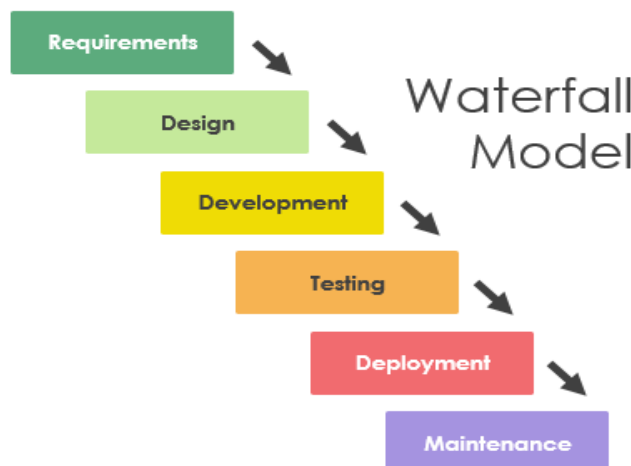 Requirements
Waterfall
Model
Design
Development
Testing
Deployment
Maintenance